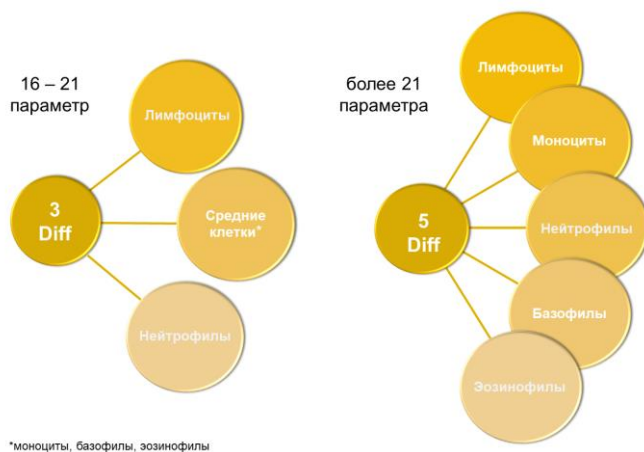 16 – 21
параметр
Лимфоциты
3
Diff
Средние
клетки*
Нейтрофилы
более 21
параметра
Лимфоциты
Моноциты
5
Diff
Нейтрофилы
Базофилы
Эозинофилы
*моноциты, базофилы, эозинофилы